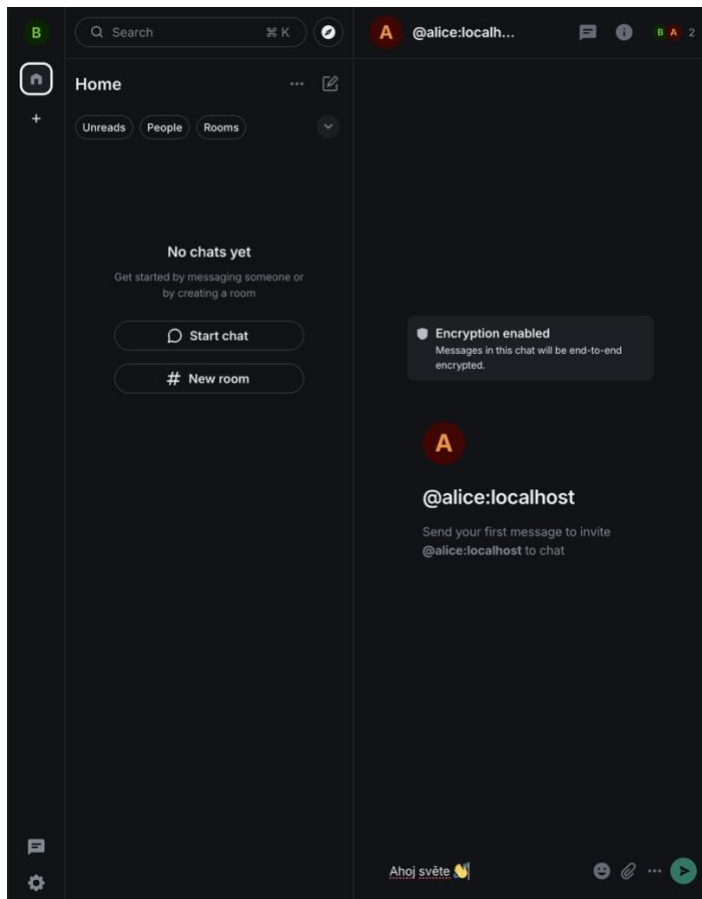 B
Search ⌘ K
Home
Unreads People Rooms
No chats yet
Get started by messaging someone or
by creating a room
Start chat
# New room
A @alice:localh... B A 2
Encryption enabled
Messages in this chat will be end-to-end
encrypted.
A
@alice:localhost
Send your first message to invite
@alice:localhost to chat
Ahoj světe 👋